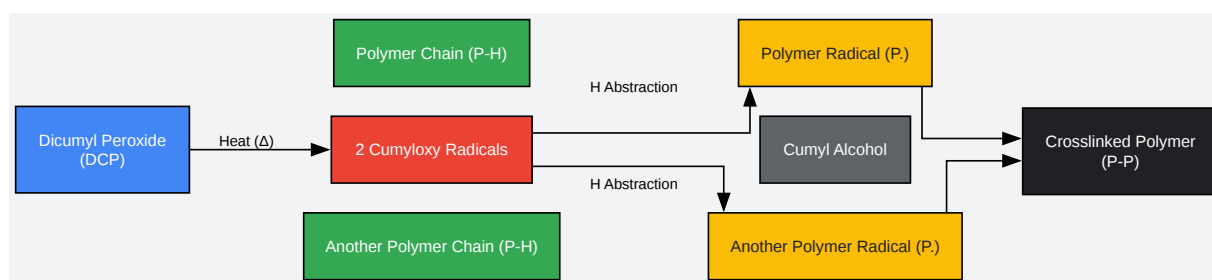 Polymer Chain (P-H)
Polymer Radical (P.)
H Abstraction
Dicumyl Peroxide
(DCP)
Heat (Δ)
2 Cumyloxy Radicals
Cumyl Alcohol
Crosslinked Polymer
(P-P)
H Abstraction
Another Polymer Chain (P-H)
Another Polymer Radical (P.)